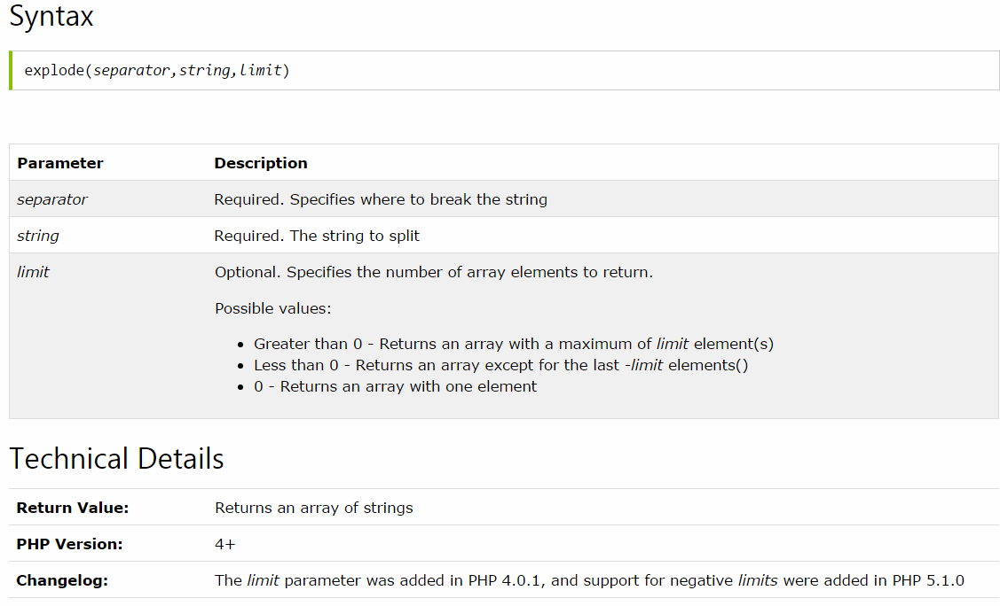 Syntax
explode(separator,string,limit)
Parameter Description
separator Required. Specifies where to break the string
string Required. The string to split
limit Optional. Specifies the number of array elements to return.
Possible values:
• Greater than 0 - Returns an array with a maximum of limit element(s)
• Less than 0 - Returns an array except for the last -limit elements()
• 0 - Returns an array with one element
Technical Details
Return Value: Returns an array of strings
PHP Version: 4+
Changelog: The limit parameter was added in PHP 4.0.1, and support for negative limits were added in PHP 5.1.0